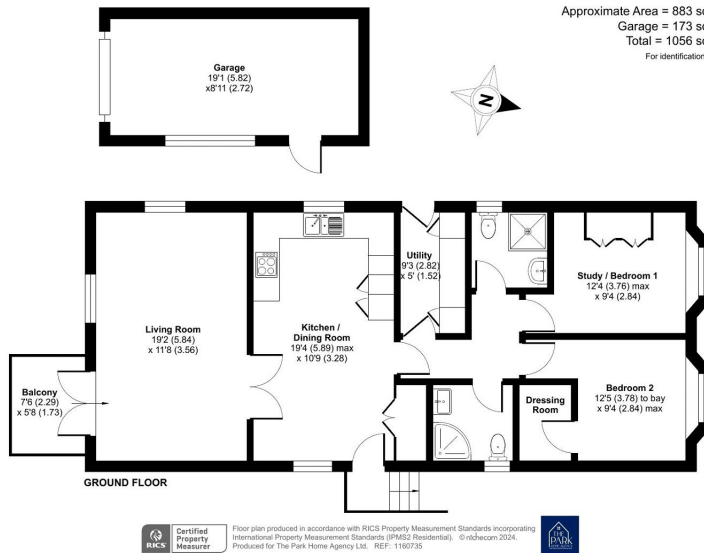 Approximate Area = 883 sq
Garage = 173 sq
Total = 1056 sq
For identification
Garage
19'1 (5.82)
x8'11 (2.72)
N
Utility
9'3 (2.82)
x 5' (1.52)
Study / Bedroom 1
12'4 (3.76) max
x 9'4 (2.84)
Living Room
19'2 (5.84)
x 11'8 (3.56)
Kitchen /
Dining Room
19'4 (5.89) max
x 10'9 (3.28)
Balcony
7'6 (2.29)
x 5'8 (1.73)
Dressing
Room
Bedroom 2
12'5 (3.78) to bay
x 9'4 (2.84) max
GROUND FLOOR
RICS
Certified
Property
Measurer
Floor plan produced in accordance with RICS Property Measurement Standards incorporating
International Property Measurement Standards (IPMS2 Residential). © nichecom 2024.
Produced for The Park Home Agency Ltd. REF: 1160735
THE
PARK
HOME AGENCY